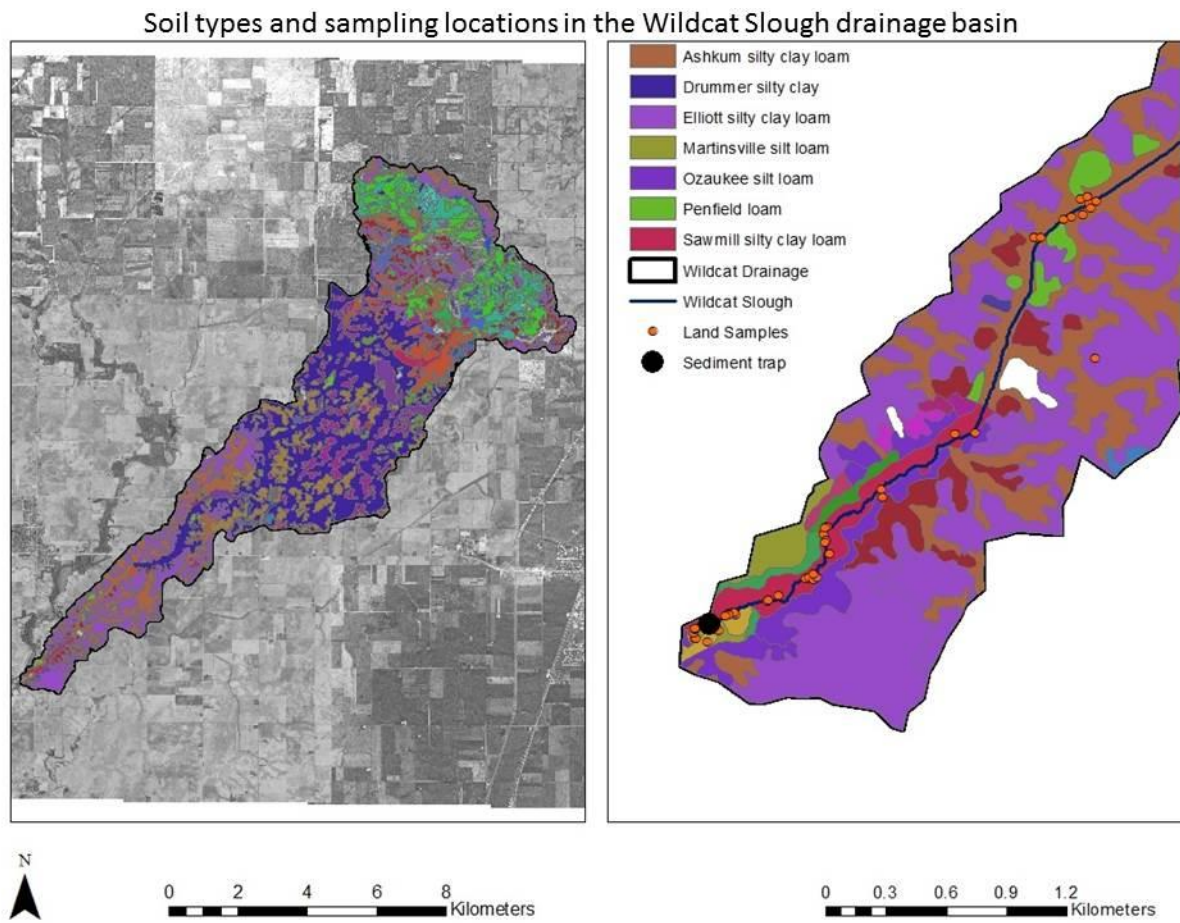 Soil types and sampling locations in the Wildcat Slough drainage basin
Ashkum silty clay loam
Drummer silty clay
Elliott silty clay loam
Martinsville silt loam
Ozaukee silt loam
Penfield loam
Sawmill silty clay loam
Wildcat Drainage
Wildcat Slough
Land Samples
Sediment trap
N
0 2 4 6 8
Kilometers
0 0.3 0.6 0.9 1.2
Kilometers